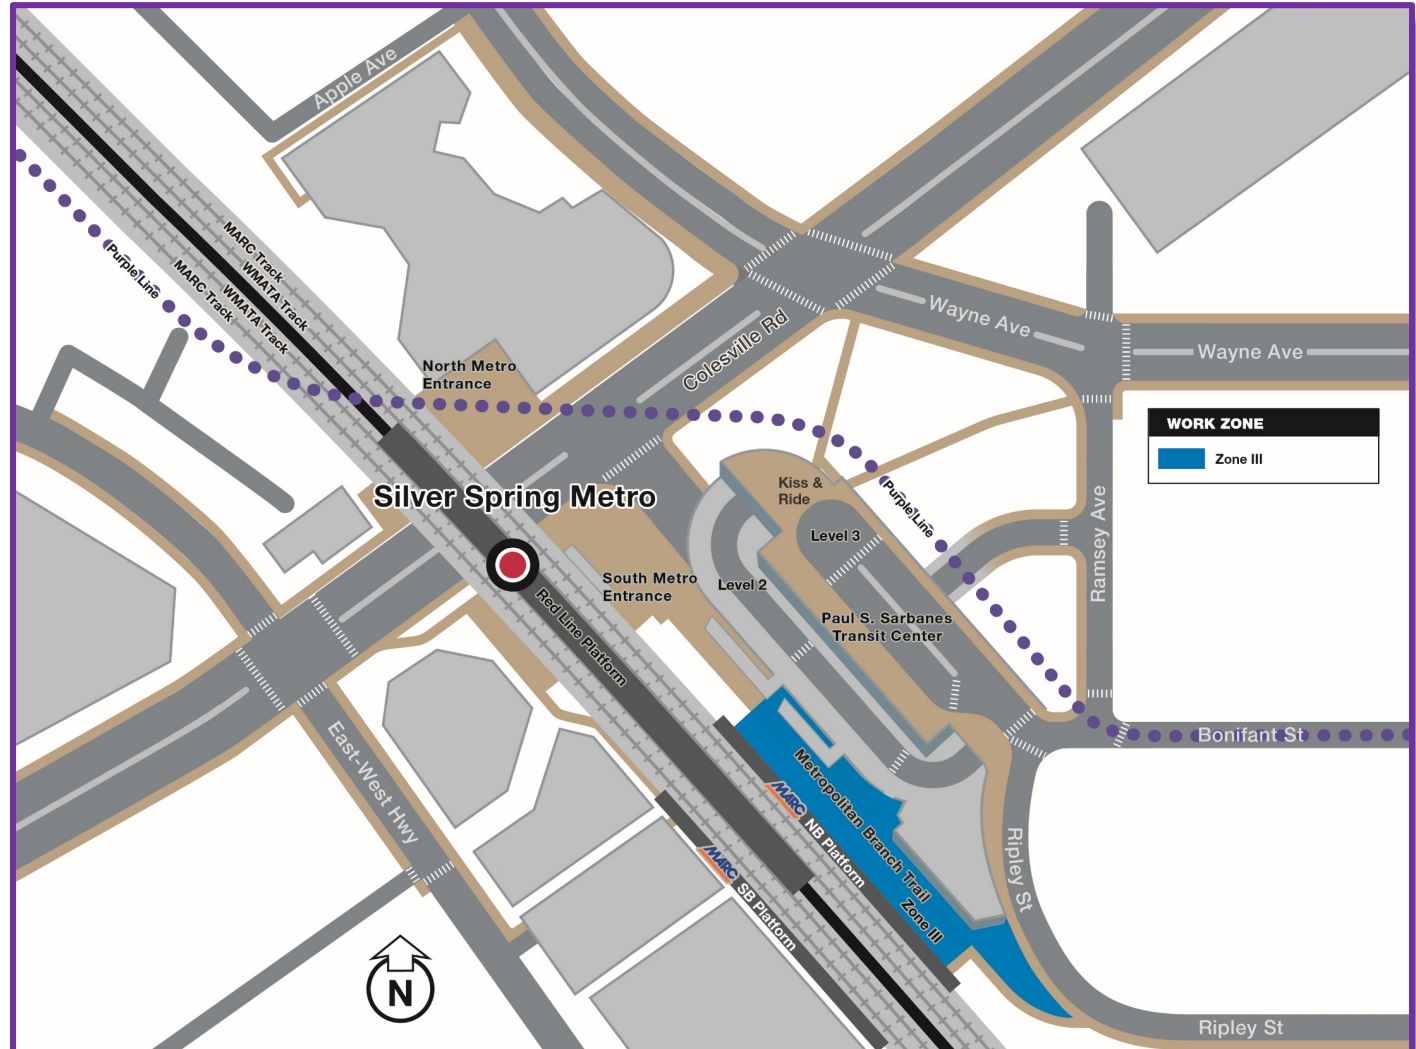 Apple Ave
MARC Track
WMATA Track
MARC Track
WMATA Track
Purple Line
North Metro
Entrance
Colesville Rd
Wayne Ave
Wayne Ave
WORK ZONE
Zone III
Silver Spring Metro
Kiss &
Ride
Level 3
Purple Line
Level 2
South Metro
Entrance
Ramsey Ave
Red Line Platform
Paul S. Sarbanes
Transit Center
East-West Hwy
Bonifant St
Metropolitan Branch Trail
Zone III
MARC NB Platform
MARC SB Platform
Ripley St
N
Ripley St